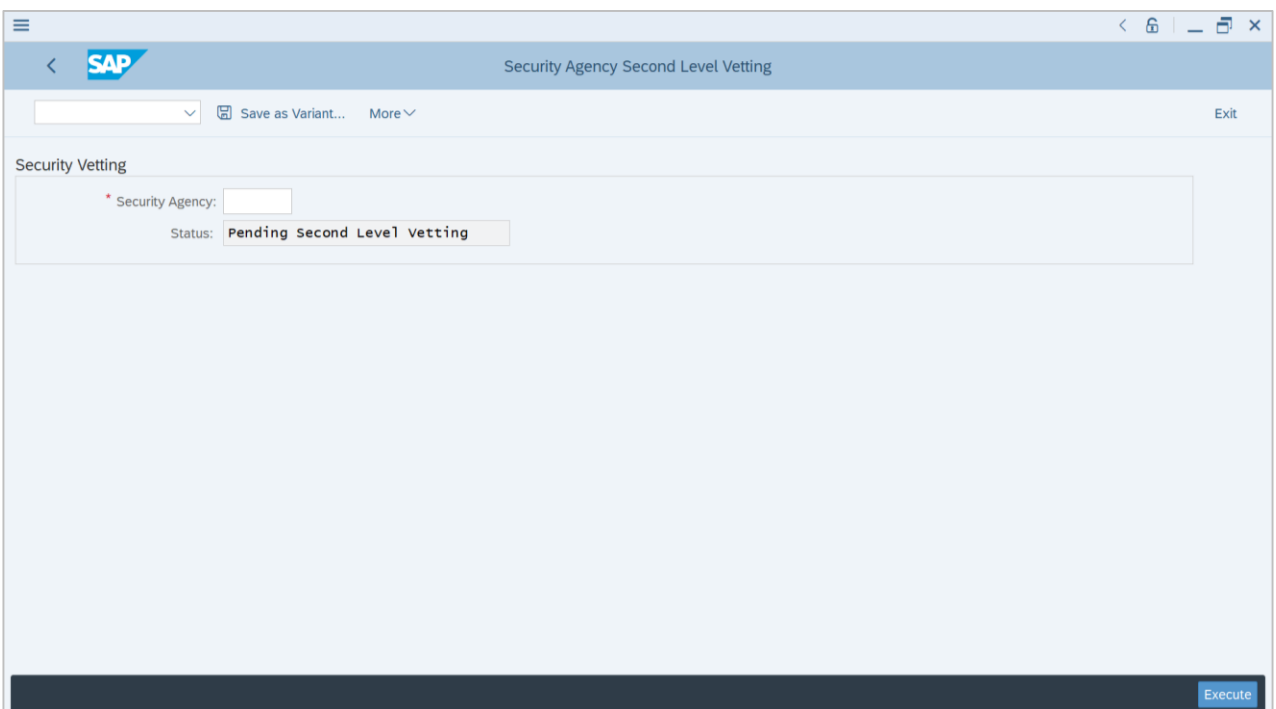 SAP
Security Agency Second Level Vetting
Save as Variant... More Exit
Security Vetting
* Security Agency:
Status: Pending Second Level Vetting
Execute